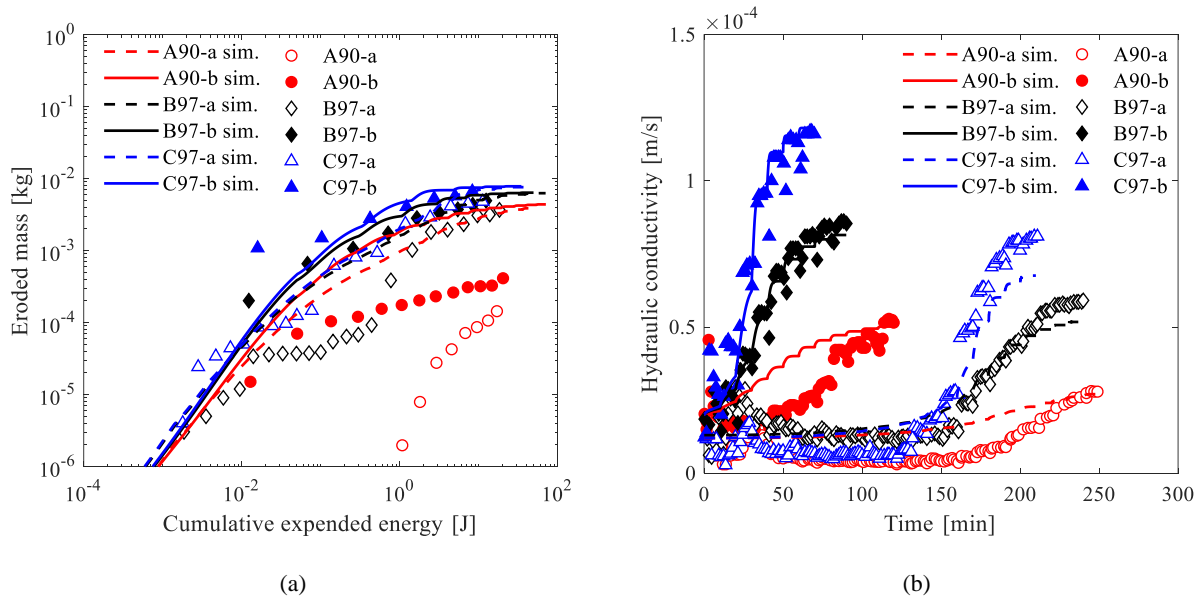 10^0
10^-1
10^-2
10^-3
10^-4
10^-5
10^-6
Eroded mass [kg]
A90-a sim.
A90-b sim.
B97-a sim.
B97-b sim.
C97-a sim.
C97-b sim.
A90-a
A90-b
B97-a
B97-b
C97-a
C97-b
10^-4
10^-2
10^0
10^2
Cumulative expended energy [J]
(a)
×10^-4
1.5
1
0.5
0
Hydraulic conductivity [m/s]
A90-a sim.
A90-b sim.
B97-a sim.
B97-b sim.
C97-a sim.
C97-b sim.
A90-a
A90-b
B97-a
B97-b
C97-a
C97-b
0
50
100
150
200
250
300
Time [min]
(b)